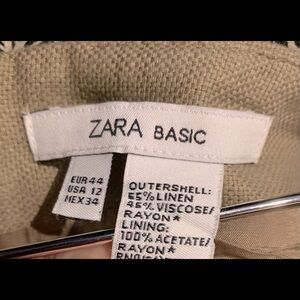 ZARA BASIC
EUR 44
USA 12
MEX 34
OUTERSHELL:
55% LINEN
45% VISCOSE/
RAYON*
LINING:
100% ACETATE/
RAYON*